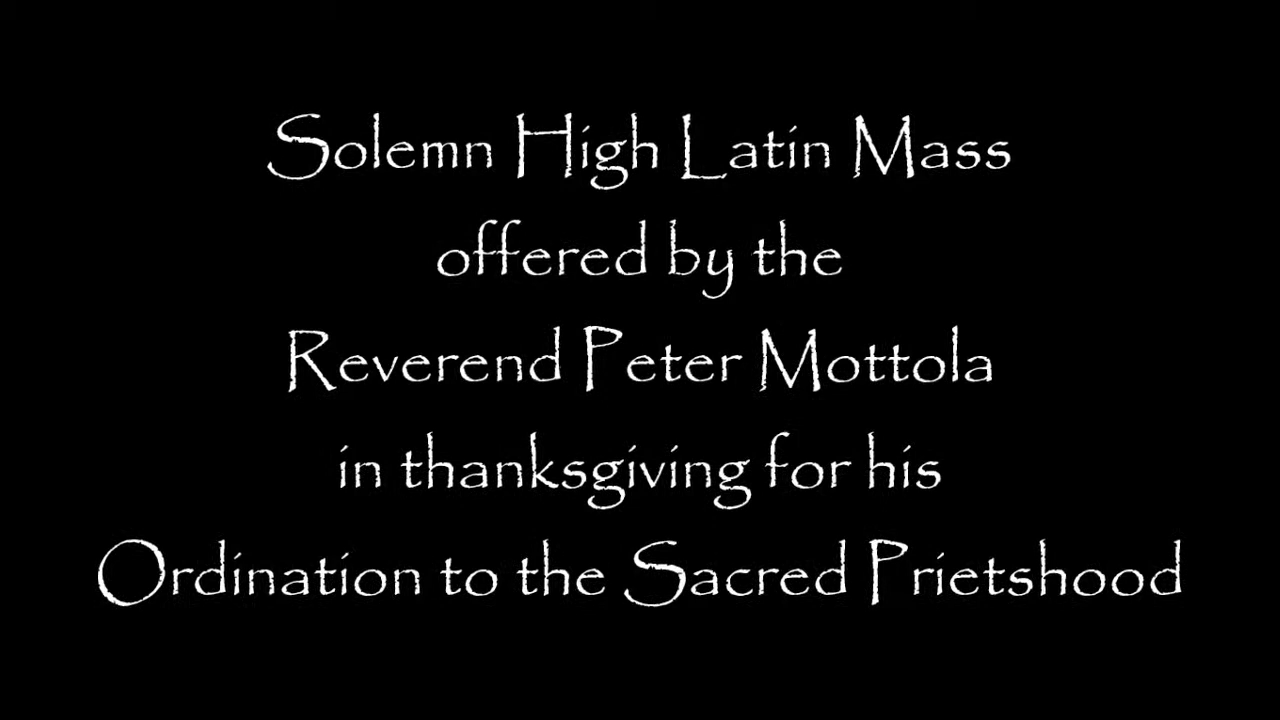 Solemn High Latin Mass
offered by the
Reverend Peter Mottola
in thanksgiving for his
Ordination to the Sacred Prietshood